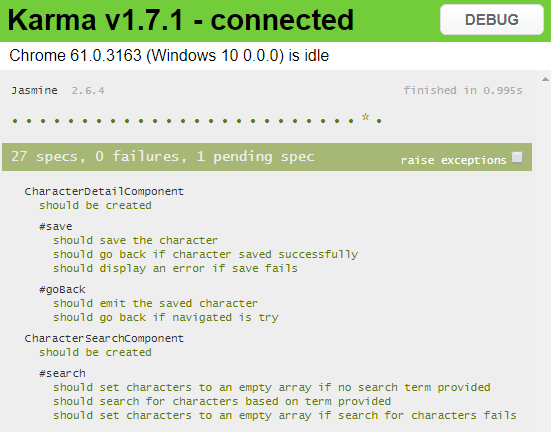 Karma v1.7.1 - connected
DEBUG
Chrome 61.0.3163 (Windows 10 0.0.0) is idle
Jasmine 2.6.4 finished in 0.995s
• • • • • • • • • • • • • • • • • • • • • • • • • * •
27 specs, 0 failures, 1 pending spec raise exceptions
CharacterDetailComponent
should be created
#save
should save the character
should go back if character saved successfully
should display an error if save fails
#goBack
should emit the saved character
should go back if navigated is try
CharacterSearchComponent
should be created
#search
should set characters to an empty array if no search term provided
should search for characters based on term provided
should set characters to an empty array if search for characters fails